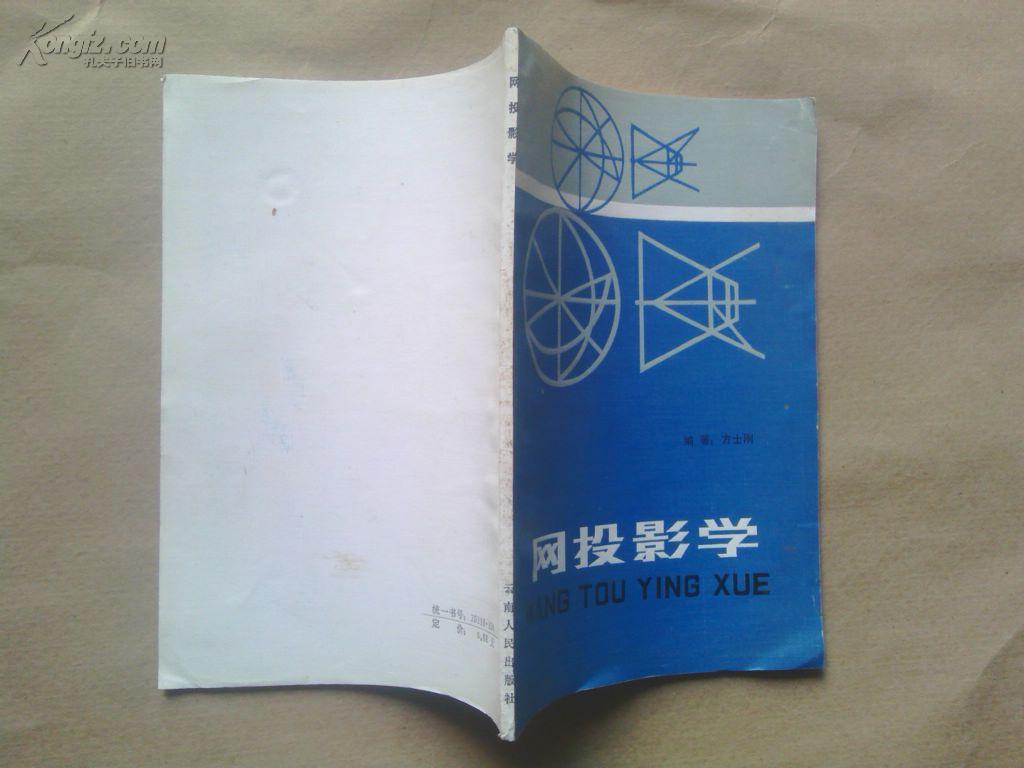 Kongfz.com
孔夫子旧书网
网投影学
编著：方士刚
网投影学
WANG TOU YING XUE
云南人民出版社
统一书号：
定价：